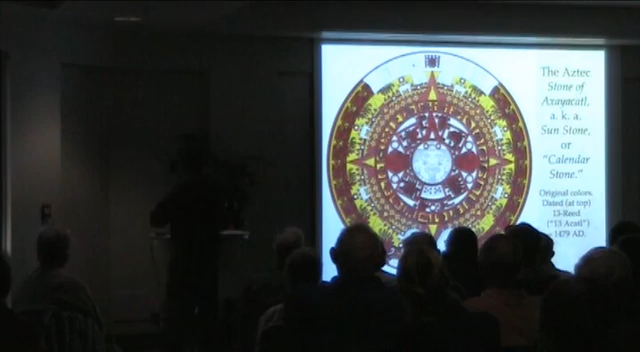 The Aztec
Stone of
Axayacatl,
a. k. a.
Sun Stone,
or
"Calendar
Stone."
Original colors.
Dated (at top)
13-Reed
("13 Acatl")
= 1479 AD.